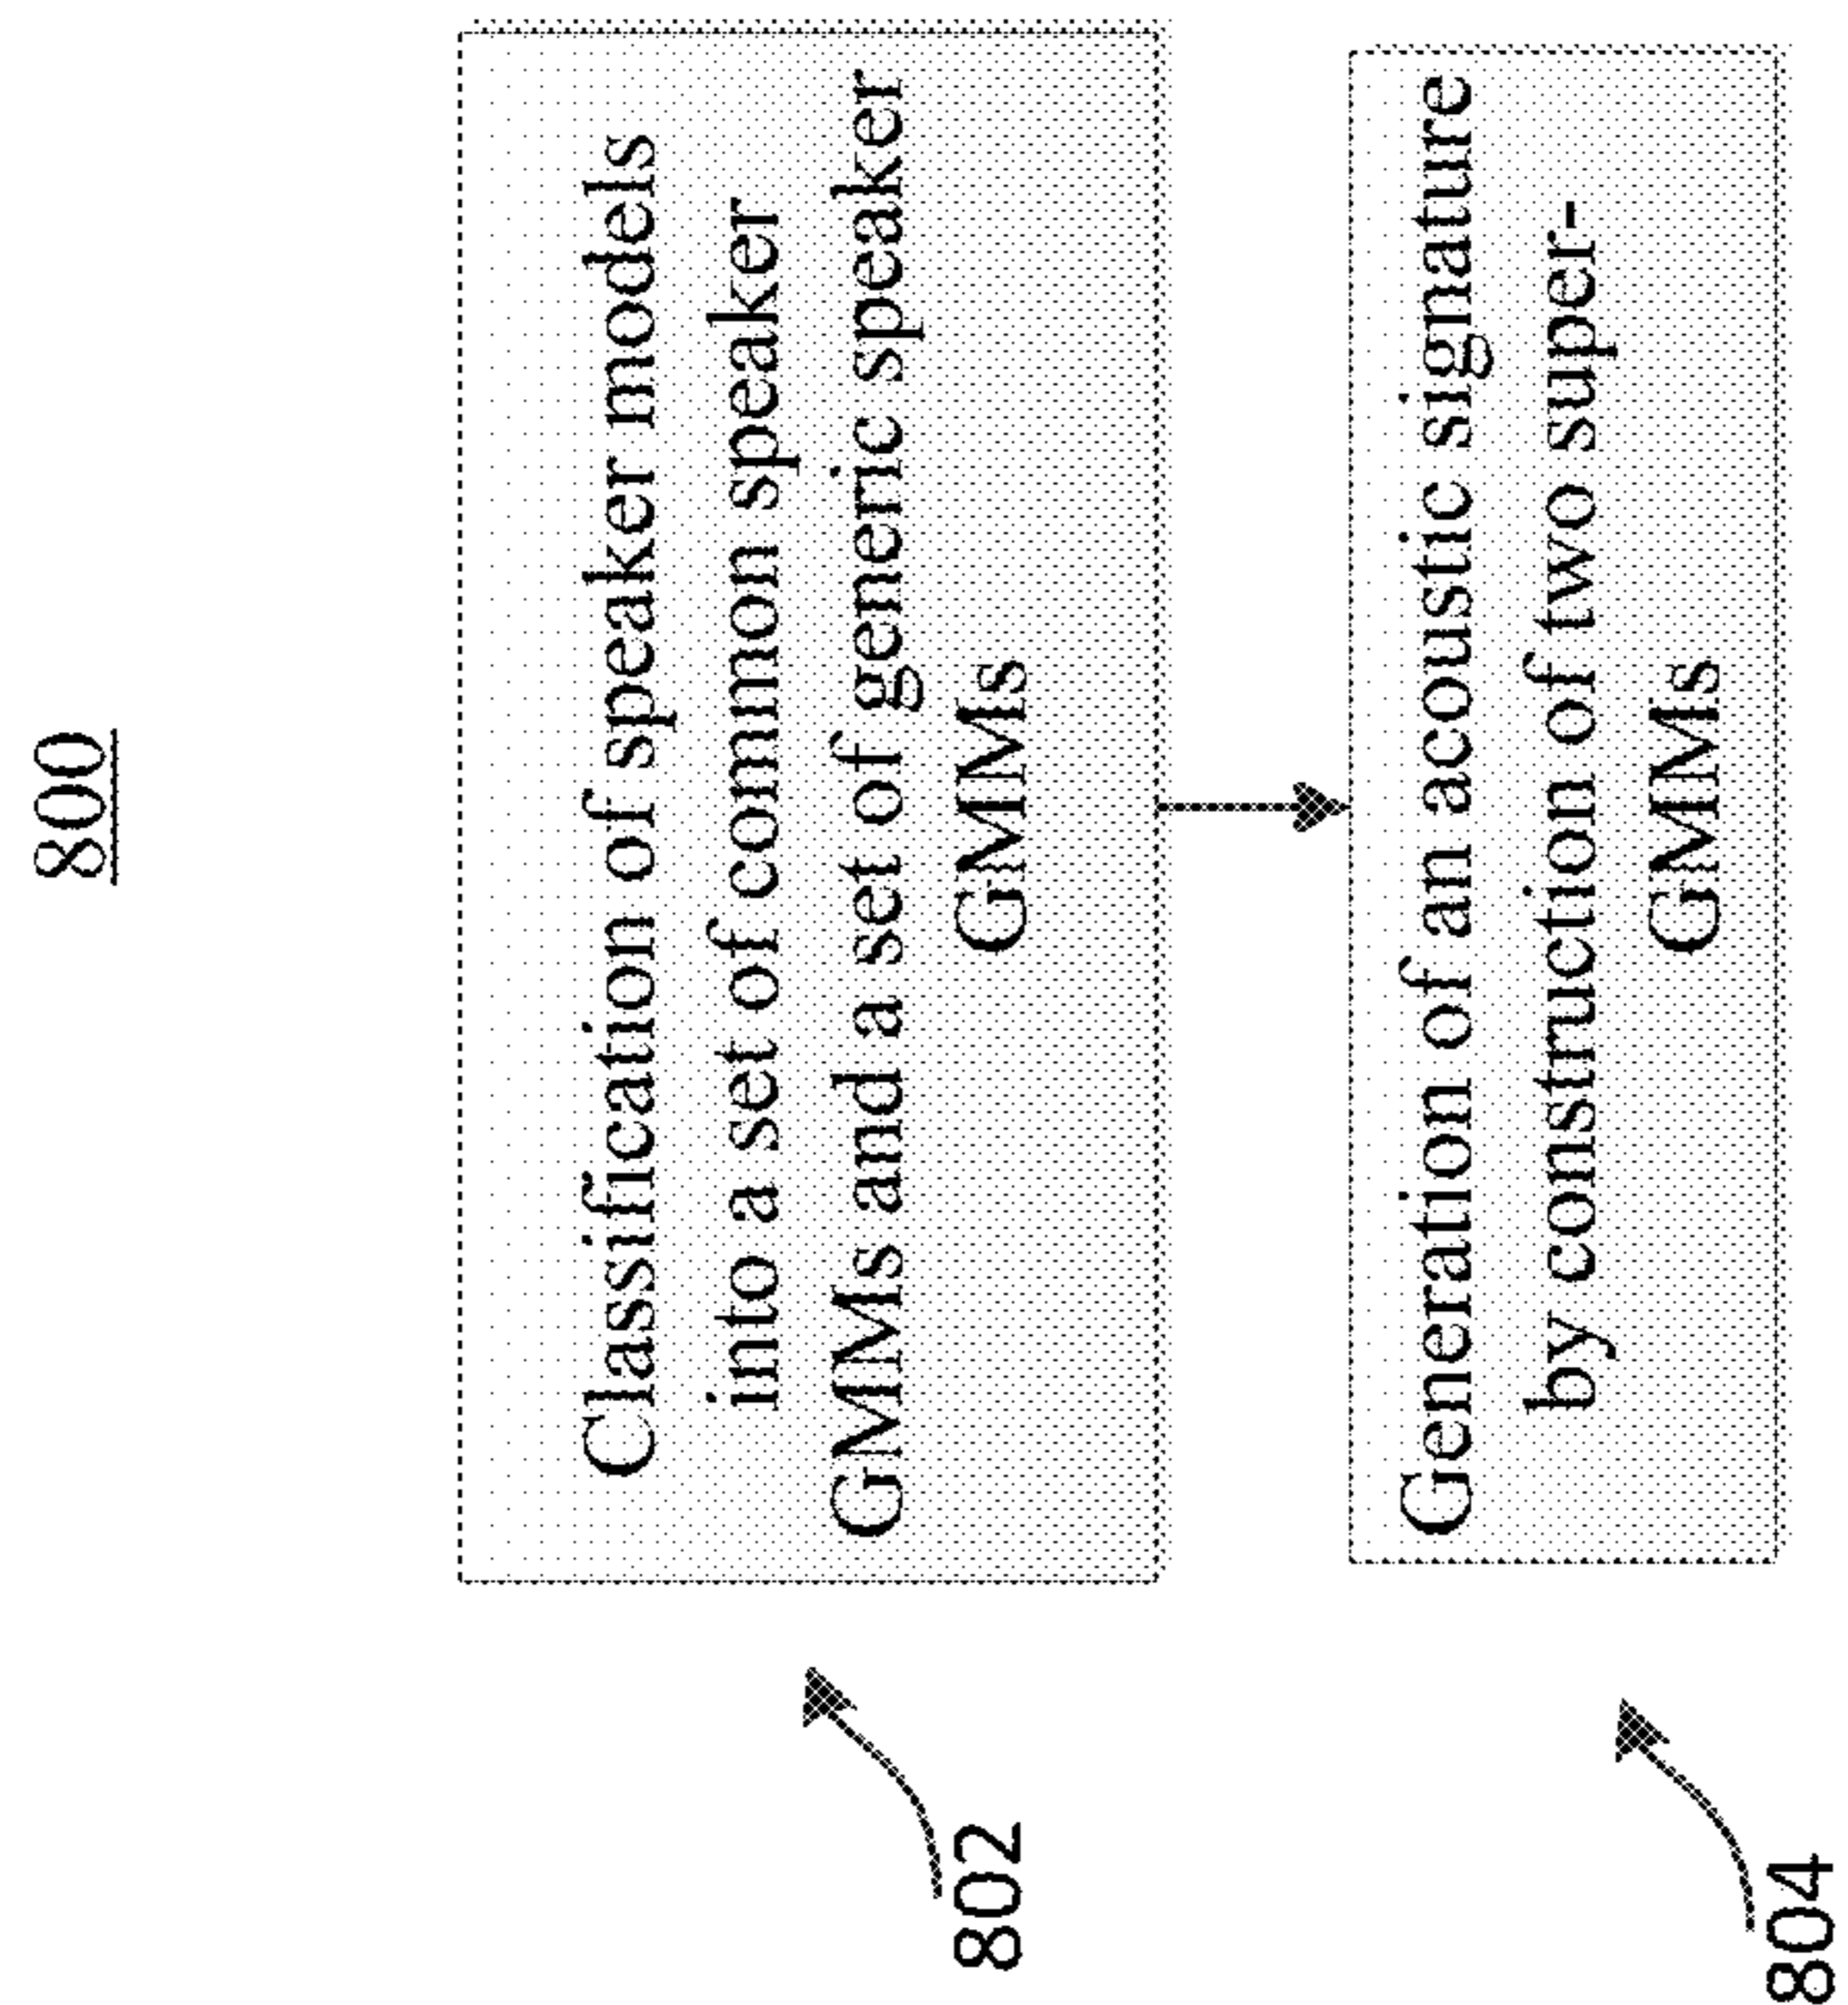 800
Classification of speaker models
into a set of common speaker
GMMs and a set of generic speaker
GMMs
802
Generation of an acoustic signature
by construction of two super-
GMMs
804